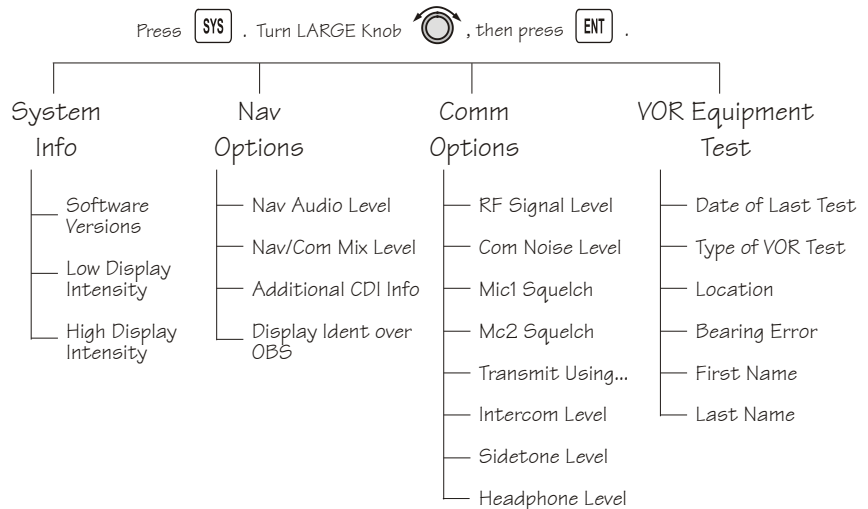 Press SYS . Turn LARGE Knob , then press ENT .
System
Info
Software
Versions
Low Display
Intensity
High Display
Intensity
Nav
Options
Nav Audio Level
Nav/Com Mix Level
Additional CDI Info
Display Ident over
OBS
Comm
Options
RF Signal Level
Com Noise Level
Mic1 Squelch
Mc2 Squelch
Transmit Using...
Intercom Level
Sidetone Level
Headphone Level
VOR Equipment
Test
Date of Last Test
Type of VOR Test
Location
Bearing Error
First Name
Last Name